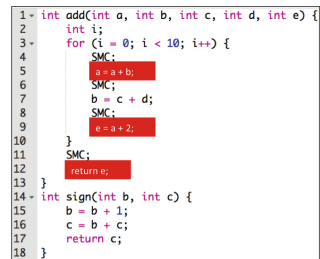 1 int add(int a, int b, int c, int d, int e) {
2 int i;
3 for (i = 0; i < 10; i++) {
4 SMC;
5 a = a + b;
6 SMC;
7 b = c + d;
8 SMC;
9 e = a + 2;
10 }
11 SMC;
12 return e;
13 }
14 int sign(int b, int c) {
15 b = b + 1;
16 c = b + c;
17 return c;
18 }